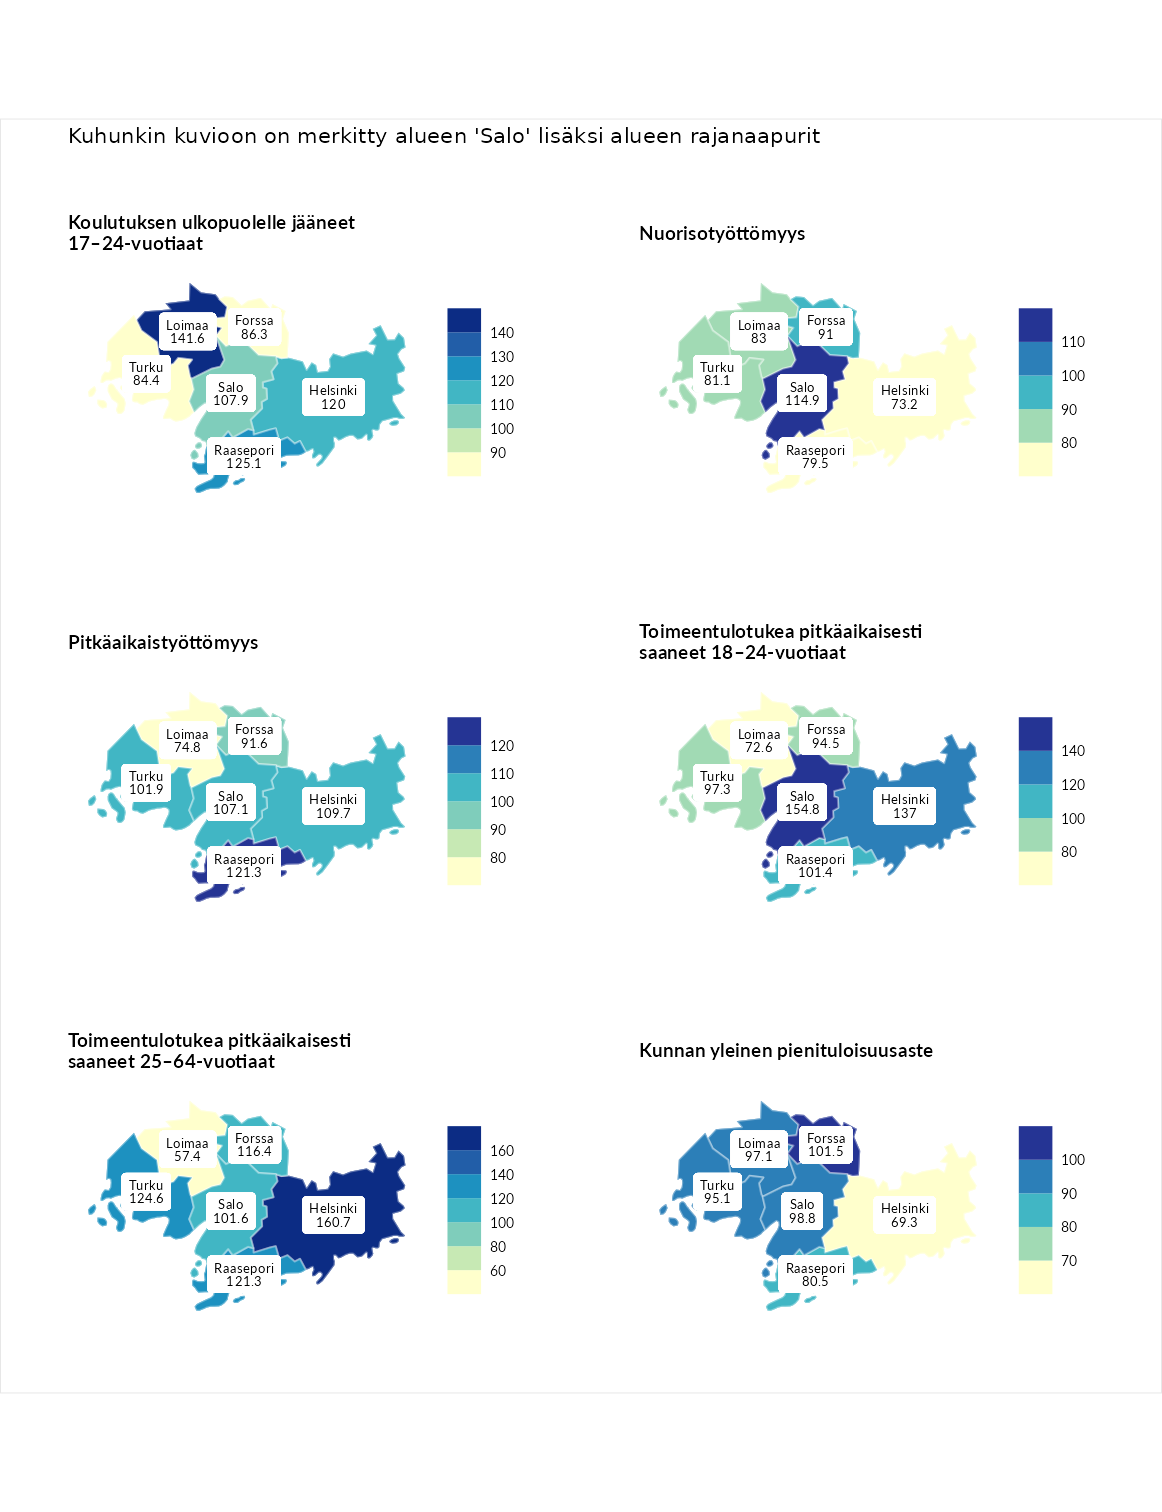 Kuhunkin kuvioon on merkitty alueen 'Salo' lisäksi alueen rajanaapurit
Koulutuksen ulkopuolelle jääneet
17–24-vuotiaat
Loimaa
141.6
Forssa
86.3
Turku
84.4
Salo
107.9
Helsinki
120
Raasepori
125.1
140
130
120
110
100
90
Nuorisotyöttömyys
Loimaa
83
Forssa
91
Turku
81.1
Salo
114.9
Helsinki
73.2
Raasepori
79.5
110
100
90
80
Pitkäaikaistyöttömyys
Loimaa
74.8
Forssa
91.6
Turku
101.9
Salo
107.1
Helsinki
109.7
Raasepori
121.3
120
110
100
90
80
Toimeentulotukea pitkäaikaisesti
saaneet 18–24-vuotiaat
Loimaa
72.6
Forssa
94.5
Turku
97.3
Salo
154.8
Helsinki
137
Raasepori
101.4
140
120
100
80
Toimeentulotukea pitkäaikaisesti
saaneet 25–64-vuotiaat
Loimaa
57.4
Forssa
116.4
Turku
124.6
Salo
101.6
Helsinki
160.7
Raasepori
121.3
160
140
120
100
80
60
Kunnan yleinen pienituloisuusaste
Loimaa
97.1
Forssa
101.5
Turku
95.1
Salo
98.8
Helsinki
69.3
Raasepori
80.5
100
90
80
70